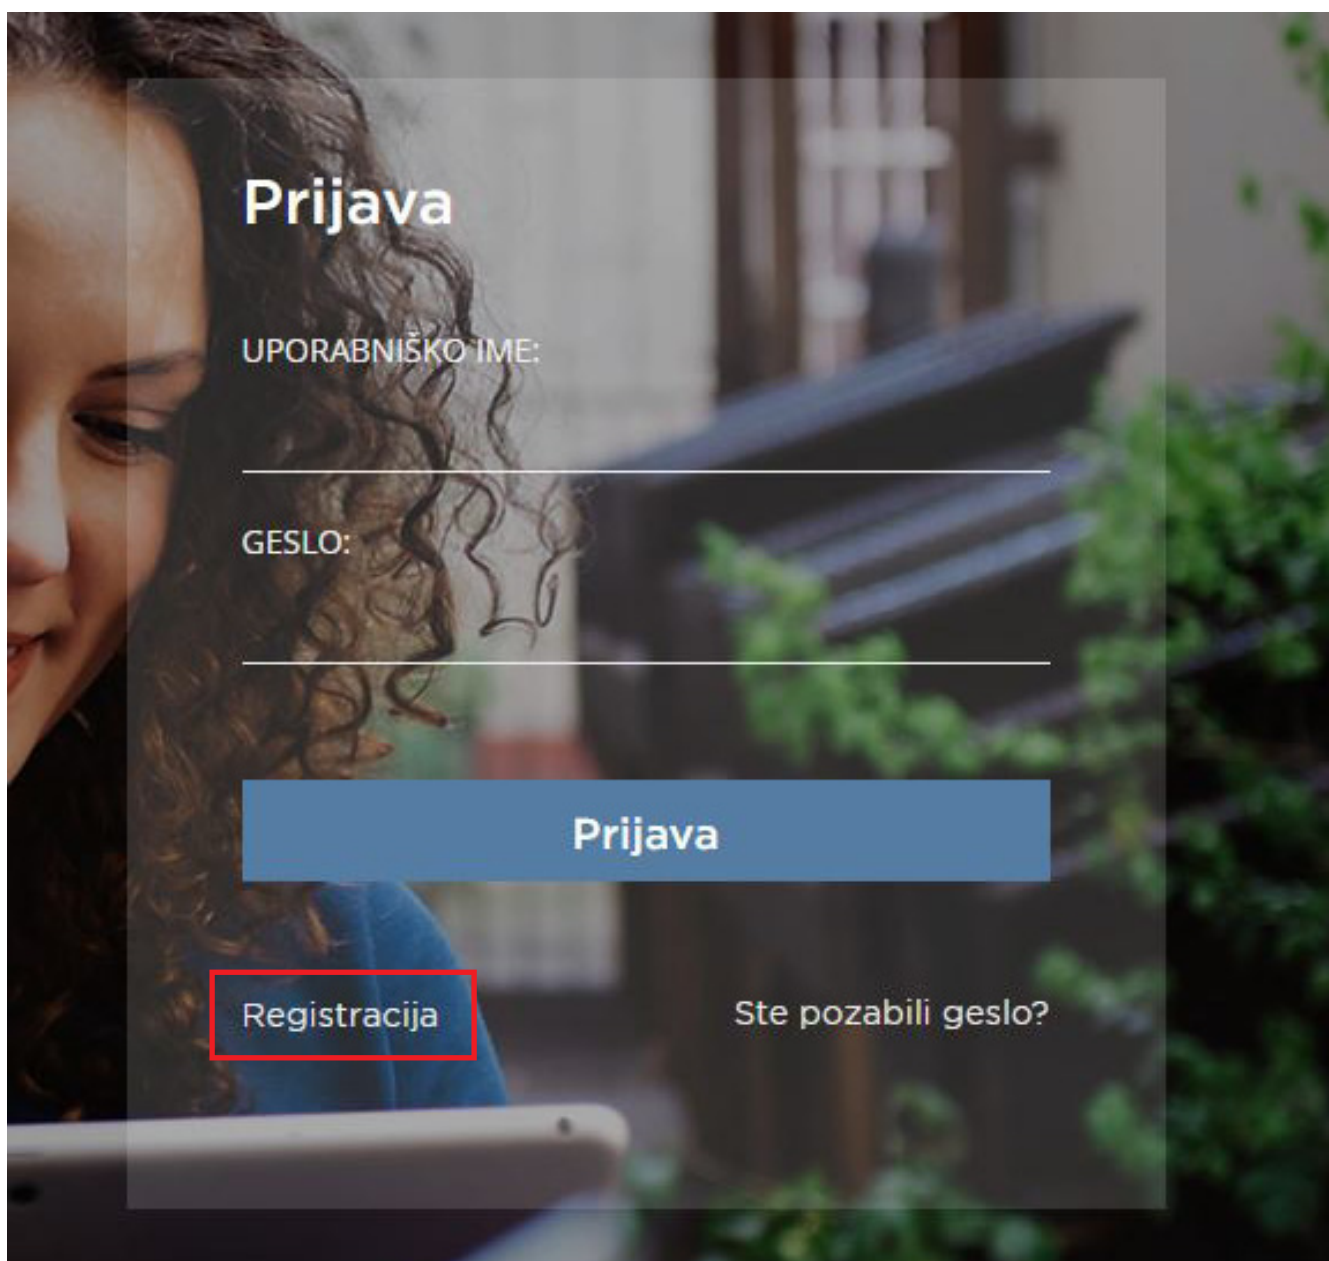 Prijava
UPORABNIŠKO IME:
GESLO:
Prijava
Registracija
Ste pozabili geslo?